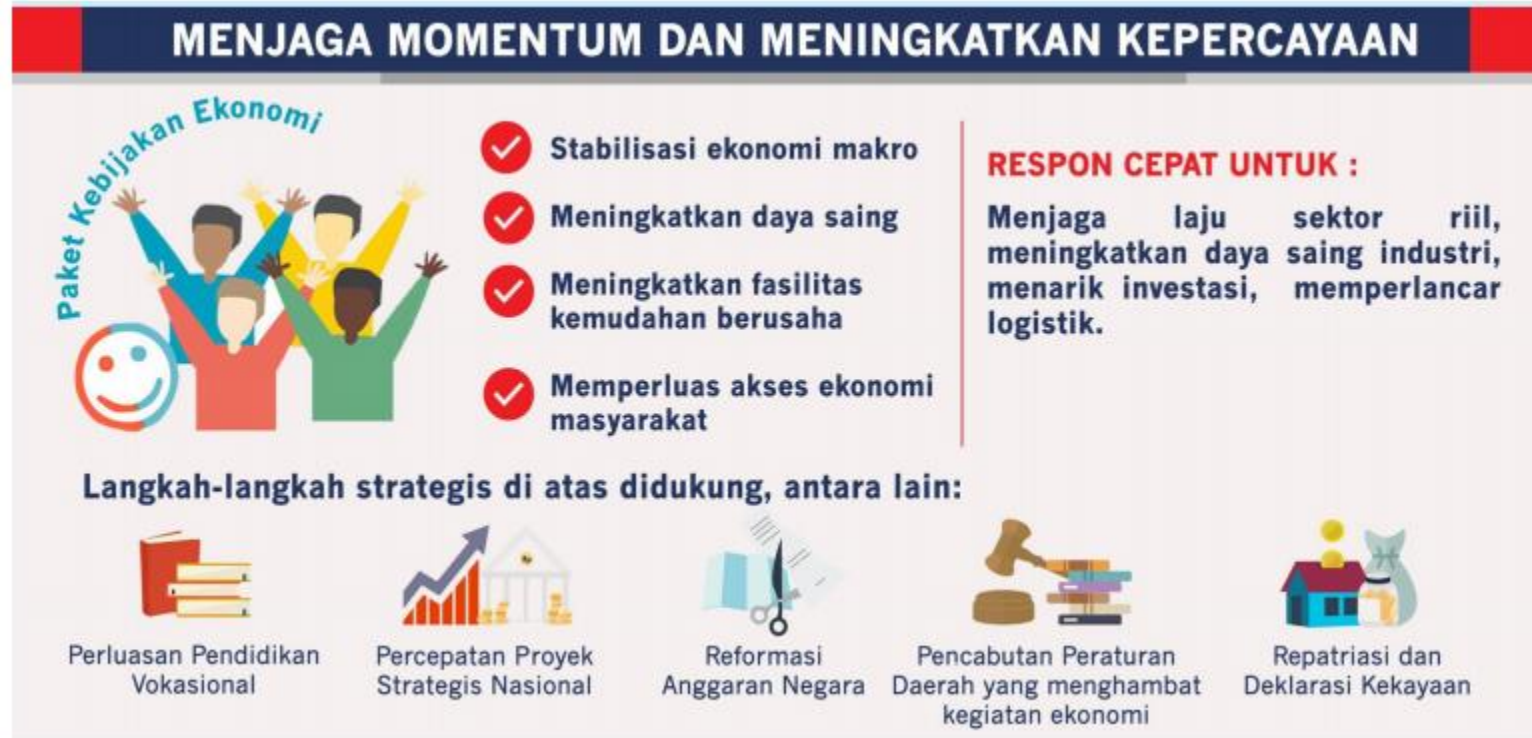 MENJAGA MOMENTUM DAN MENINGKATKAN KEPERCAYAAN
Paket Kebijakan Ekonomi
Stabilisasi ekonomi makro
Meningkatkan daya saing
Meningkatkan fasilitas
kemudahan berusaha
Memperluas akses ekonomi
masyarakat
RESPON CEPAT UNTUK :
Menjaga laju sektor riil,
meningkatkan daya saing industri,
menarik investasi, memperlancar
logistik.
Langkah-langkah strategis di atas didukung, antara lain:
Perluasan Pendidikan
Vokasional
Percepatan Proyek
Strategis Nasional
Reformasi
Anggaran Negara
Pencabutan Peraturan
Daerah yang menghambat
kegiatan ekonomi
Repatriasi dan
Deklarasi Kekayaan